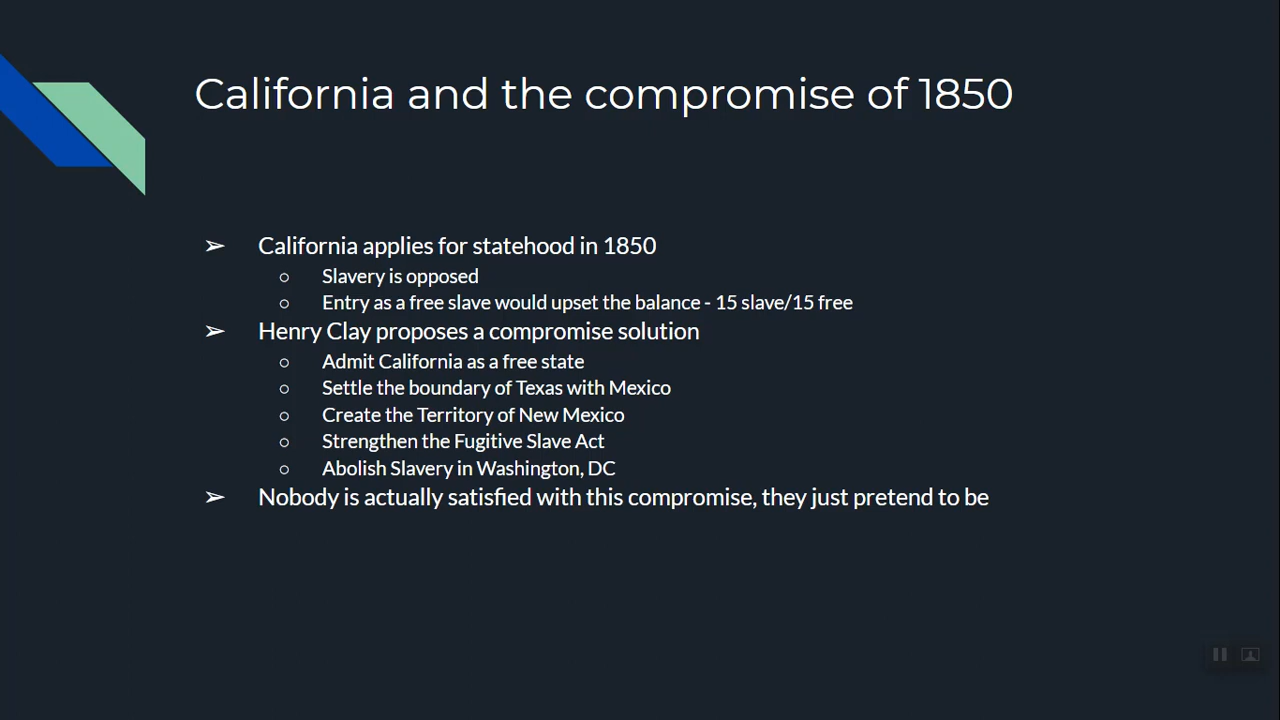 California and the compromise of 1850
➢ California applies for statehood in 1850
○ Slavery is opposed
○ Entry as a free slave would upset the balance - 15 slave/15 free
➢ Henry Clay proposes a compromise solution
○ Admit California as a free state
○ Settle the boundary of Texas with Mexico
○ Create the Territory of New Mexico
○ Strengthen the Fugitive Slave Act
○ Abolish Slavery in Washington, DC
➢ Nobody is actually satisfied with this compromise, they just pretend to be